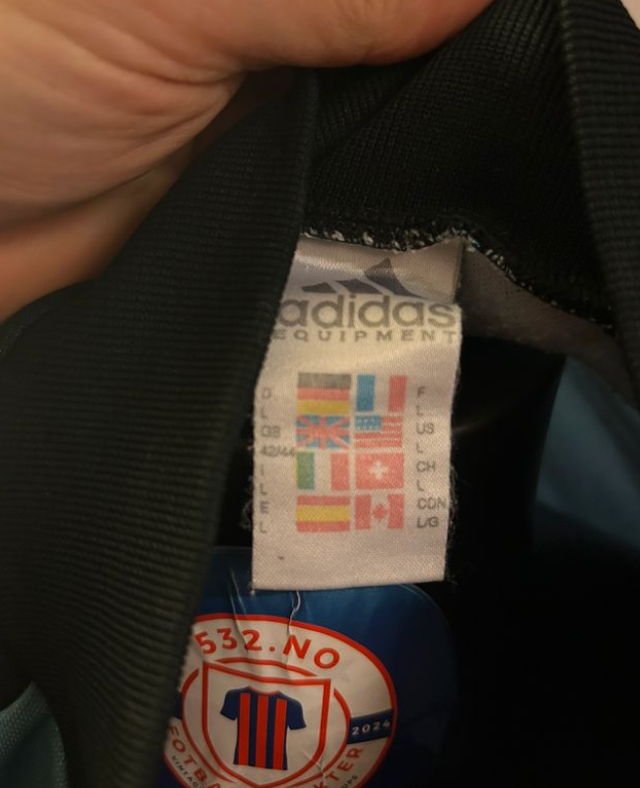 adidas
EQUIPMENT
D F
L L
GB US
42/44 L
I CH
L L
E CDN
L L/G
532.NO
2024